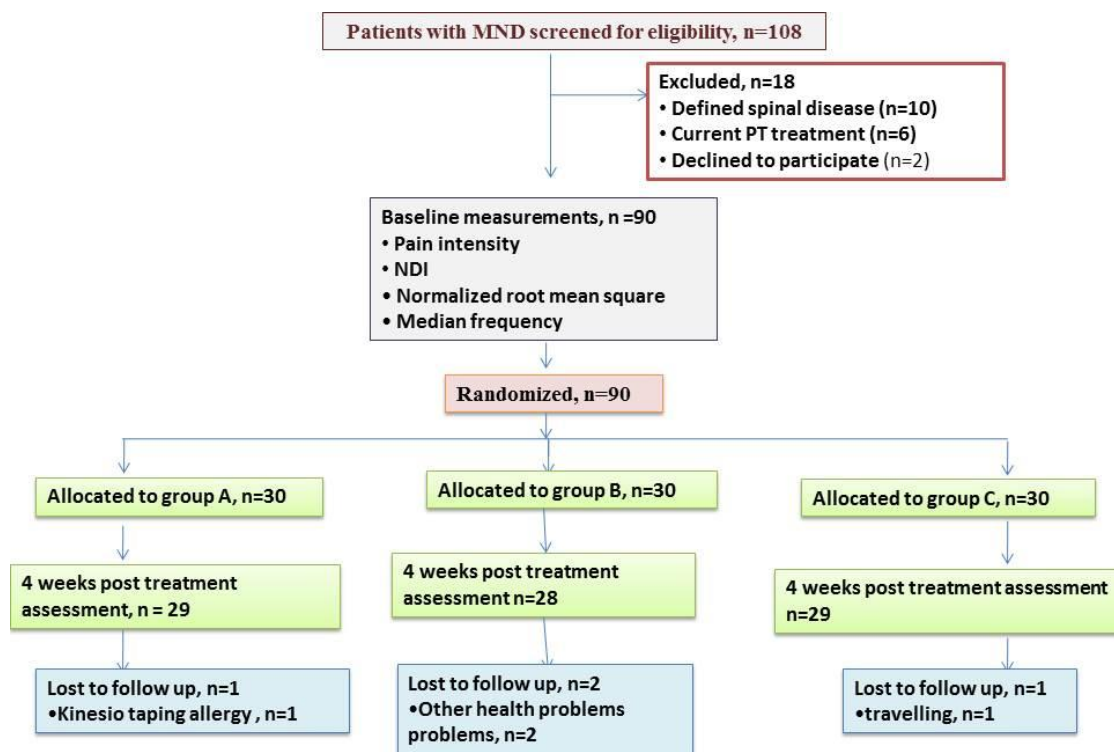 Patients with MND screened for eligibility, n=108
Excluded, n=18
• Defined spinal disease (n=10)
• Current PT treatment (n=6)
• Declined to participate (n=2)
Baseline measurements, n =90
• Pain intensity
• NDI
• Normalized root mean square
• Median frequency
Randomized, n=90
Allocated to group A, n=30
Allocated to group B, n=30
Allocated to group C, n=30
4 weeks post treatment
assessment, n = 29
4 weeks post treatment
assessment n=28
4 weeks post treatment assessment
n=29
Lost to follow up, n=1
•Kinesio taping allergy , n=1
Lost to follow up, n=2
•Other health problems
problems, n=2
Lost to follow up, n=1
•travelling, n=1